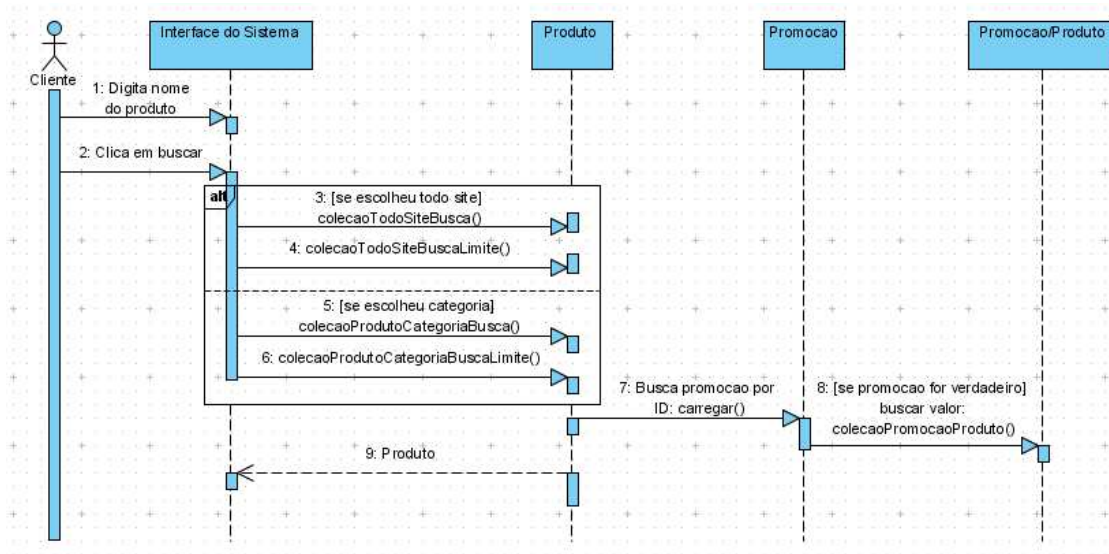 Interface do Sistema
Produto
Promocao
Promocao/Produto
Cliente
1: Digita nome
do produto
2: Clica em buscar
alt
3: [se escolheu todo site]
colecaoTodoSiteBusca()
4: colecaoTodoSiteBuscaLimite()
5: [se escolheu categoria]
colecaoProdutoCategoriaBusca()
6: colecaoProdutoCategoriaBuscaLimite()
7: Busca promocao por
ID: carregar()
8: [se promocao for verdadeiro]
buscar valor:
colecaoPromocaoProduto()
9: Produto